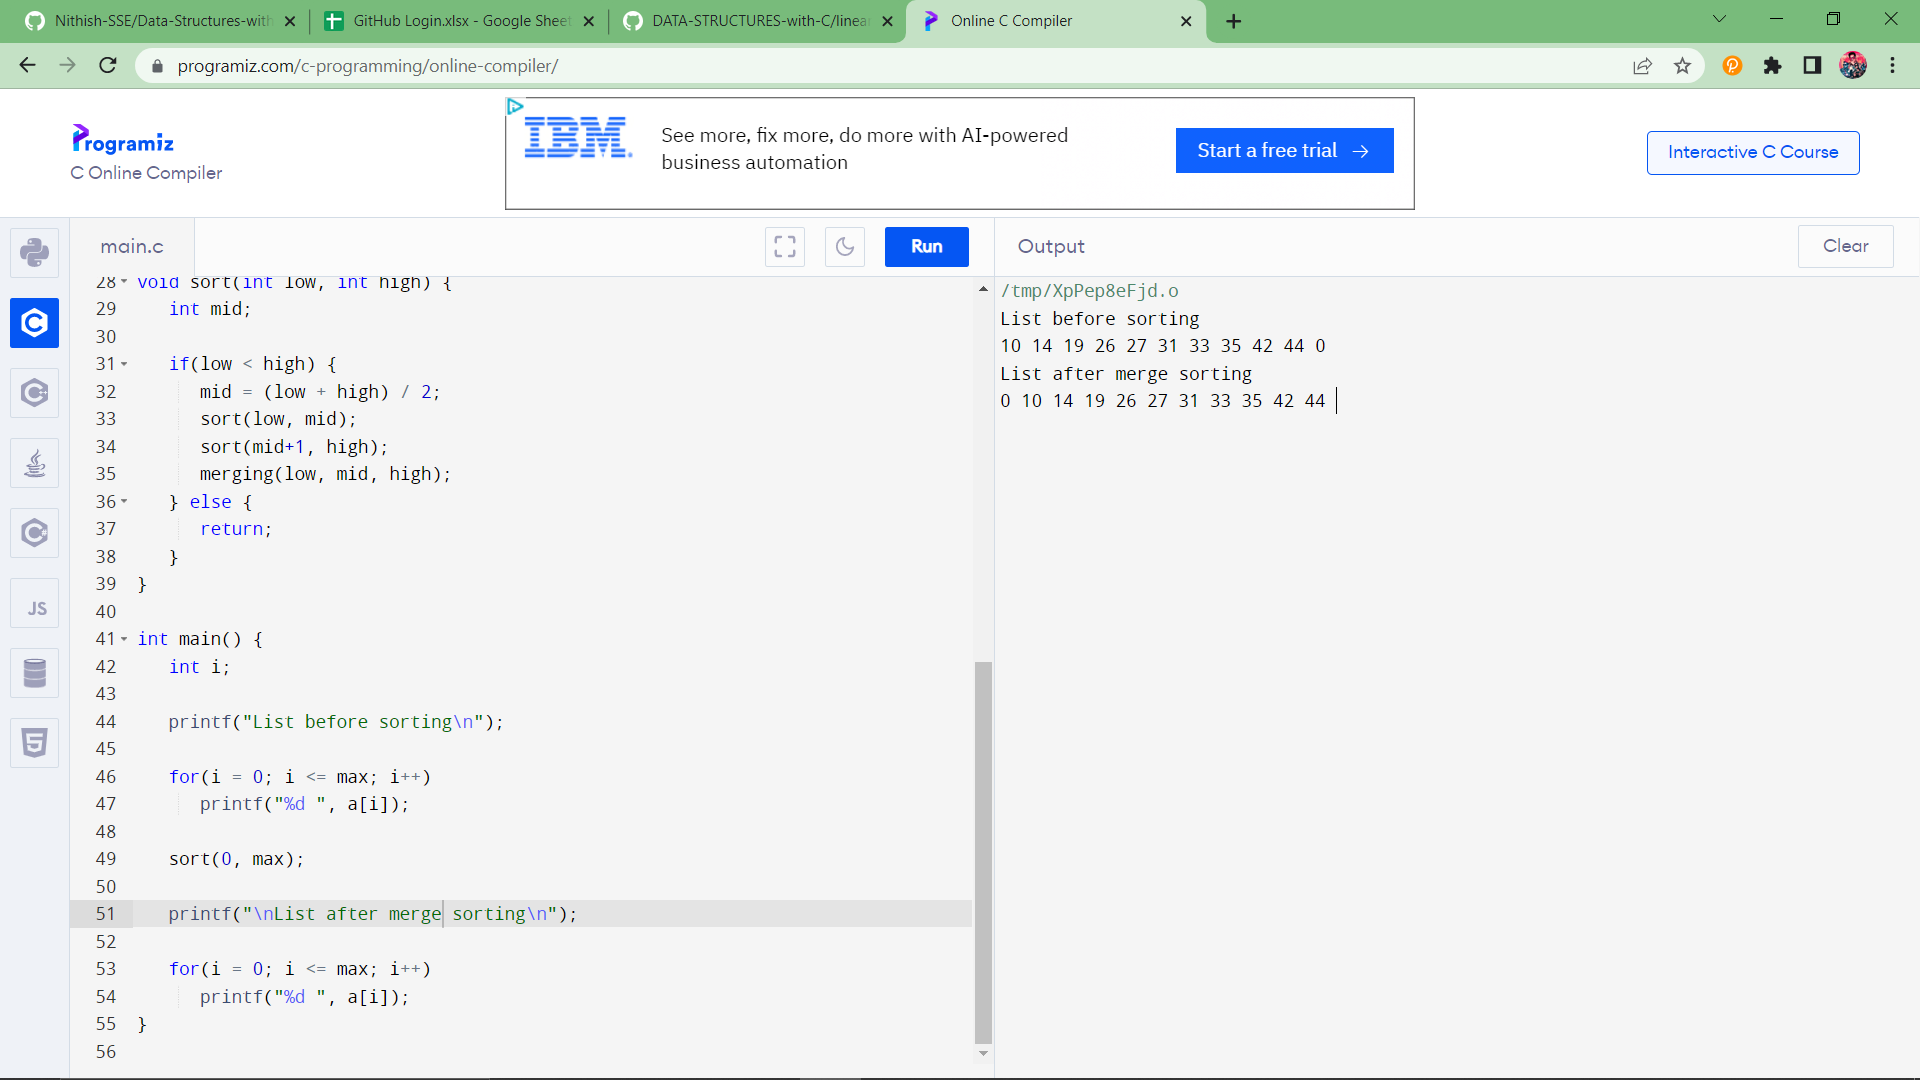 Nithish-SSE/Data-Structures-with
GitHub Login.xlsx - Google Sheet
DATA-STRUCTURES-with-C/linear
Online C Compiler
programiz.com/c-programming/online-compiler/
Programiz
C Online Compiler
IBM.
See more, fix more, do more with AI-powered
business automation
Start a free trial →
Interactive C Course
main.c
Run
Output
Clear
28 void sort(int low, int high) {
29    int mid;
30
31    if(low < high) {
32       mid = (low + high) / 2;
33       sort(low, mid);
34       sort(mid+1, high);
35       merging(low, mid, high);
36    } else {
37       return;
38    }
39 }
40
41 int main() {
42    int i;
43
44    printf("List before sorting\n");
45
46    for(i = 0; i <= max; i++)
47       printf("%d ", a[i]);
48
49    sort(0, max);
50
51    printf("\nList after merge sorting\n");
52
53    for(i = 0; i <= max; i++)
54       printf("%d ", a[i]);
55 }
56
/tmp/XpPep8eFjd.o
List before sorting
10 14 19 26 27 31 33 35 42 44 0
List after merge sorting
0 10 14 19 26 27 31 33 35 42 44
JS